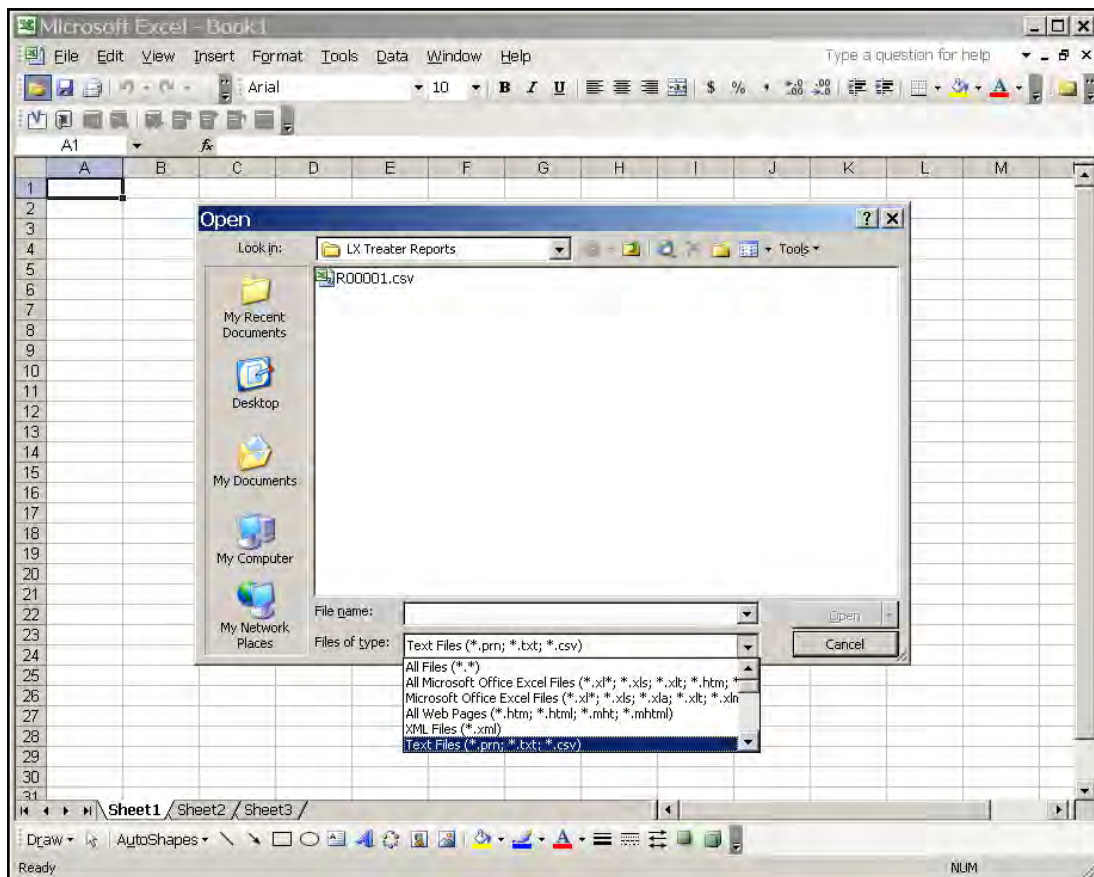 Microsoft Excel - Book1
File Edit View Insert Format Tools Data Window Help Type a question for help
Arial 10 B I U $ % ,
A1 fx
A B C D E F G H I J K L M
1
2
3
4
5
6
7
8
9
10
11
12
13
14
15
16
17
18
19
20
21
22
23
24
25
26
27
28
29
30
31
Open
Look in: LX Treater Reports Tools
R00001.csv
My Recent
Documents
Desktop
My Documents
My Computer
My Network
Places
File name: Open
Files of type: Text Files (*.prn; *.txt; *.csv) Cancel
All Files (*.*)
All Microsoft Office Excel Files (*.xl*; *.xls; *.xlt; *.htm; *
Microsoft Office Excel Files (*.xl*; *.xls; *.xla; *.xlt; *.xlm
All Web Pages (*.htm; *.html; *.mht; *.mhtml)
XML Files (*.xml)
Text Files (*.prn; *.txt; *.csv)
Sheet1 Sheet2 Sheet3
Draw AutoShapes
Ready NUM